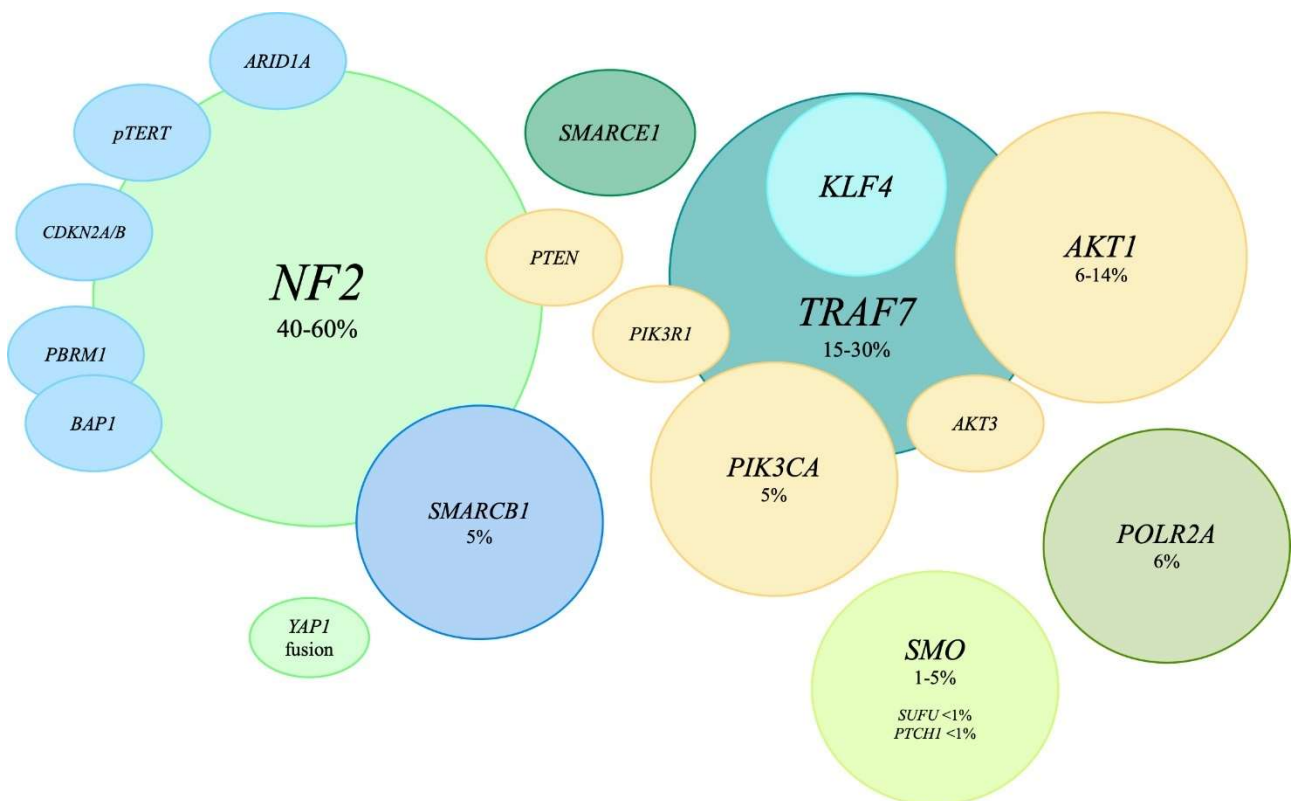 ARID1A
pTERT
CDKN2A/B
PBRM1
BAP1
NF2
40-60%
PTEN
SMARCB1
5%
YAP1
fusion
SMARCE1
KLF4
TRAF7
15-30%
PIK3R1
AKT1
6-14%
AKT3
PIK3CA
5%
POLR2A
6%
SMO
1-5%
SUFU <1%
PTCH1 <1%